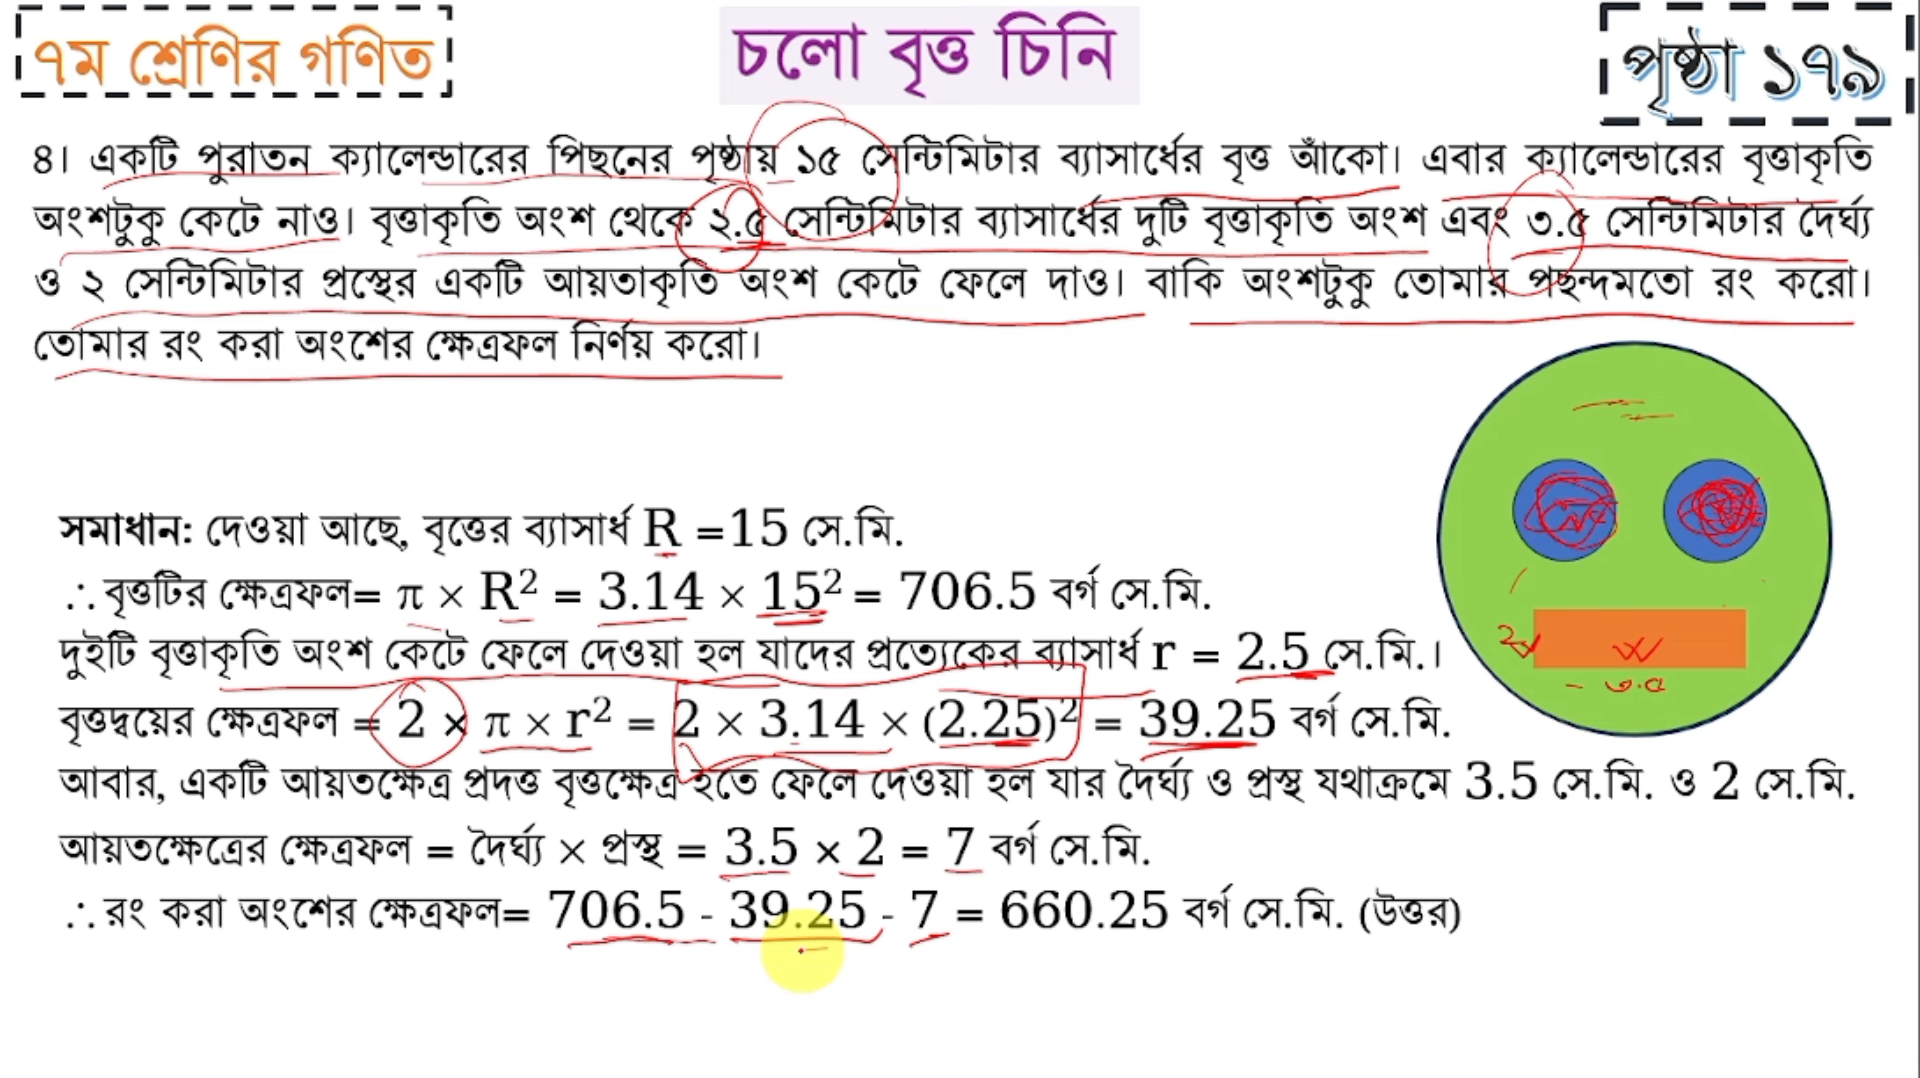 ৭ম শ্রেণির গণিত
চলো বৃত্ত চিনি
পৃষ্ঠা ১৭৯
৪। একটি পুরাতন ক্যালেন্ডারের পিছনের পৃষ্ঠায় ১৫ সেন্টিমিটার ব্যাসার্ধের বৃত্ত আঁকো। এবার ক্যালেন্ডারের বৃত্তাকৃতি
অংশটুকু কেটে নাও। বৃত্তাকৃতি অংশ থেকে ২.৫ সেন্টিমিটার ব্যাসার্ধের দুটি বৃত্তাকৃতি অংশ এবং ৩.৫ সেন্টিমিটার দৈর্ঘ্য
ও ২ সেন্টিমিটার প্রস্থের একটি আয়তাকৃতি অংশ কেটে ফেলে দাও। বাকি অংশটুকু তোমার পছন্দমতো রং করো।
তোমার রং করা অংশের ক্ষেত্রফল নির্ণয় করো।
সমাধান: দেওয়া আছে, বৃত্তের ব্যাসার্ধ R =15 সে.মি.
∴ বৃত্তটির ক্ষেত্রফল= π × R² = 3.14 × 15² = 706.5 বর্গ সে.মি.
দুইটি বৃত্তাকৃতি অংশ কেটে ফেলে দেওয়া হল যাদের প্রত্যেকের ব্যাসার্ধ r = 2.5 সে.মি.।
বৃত্তদ্বয়ের ক্ষেত্রফল = 2 × π × r² = 2 × 3.14 × (2.25)² = 39.25 বর্গ সে.মি.
আবার, একটি আয়তক্ষেত্র প্রদত্ত বৃত্তক্ষেত্র হতে ফেলে দেওয়া হল যার দৈর্ঘ্য ও প্রস্থ যথাক্রমে 3.5 সে.মি. ও 2 সে.মি.
আয়তক্ষেত্রের ক্ষেত্রফল = দৈর্ঘ্য × প্রস্থ = 3.5 × 2 = 7 বর্গ সে.মি.
∴ রং করা অংশের ক্ষেত্রফল= 706.5 - 39.25 - 7 = 660.25 বর্গ সে.মি. (উত্তর)
৩.৫